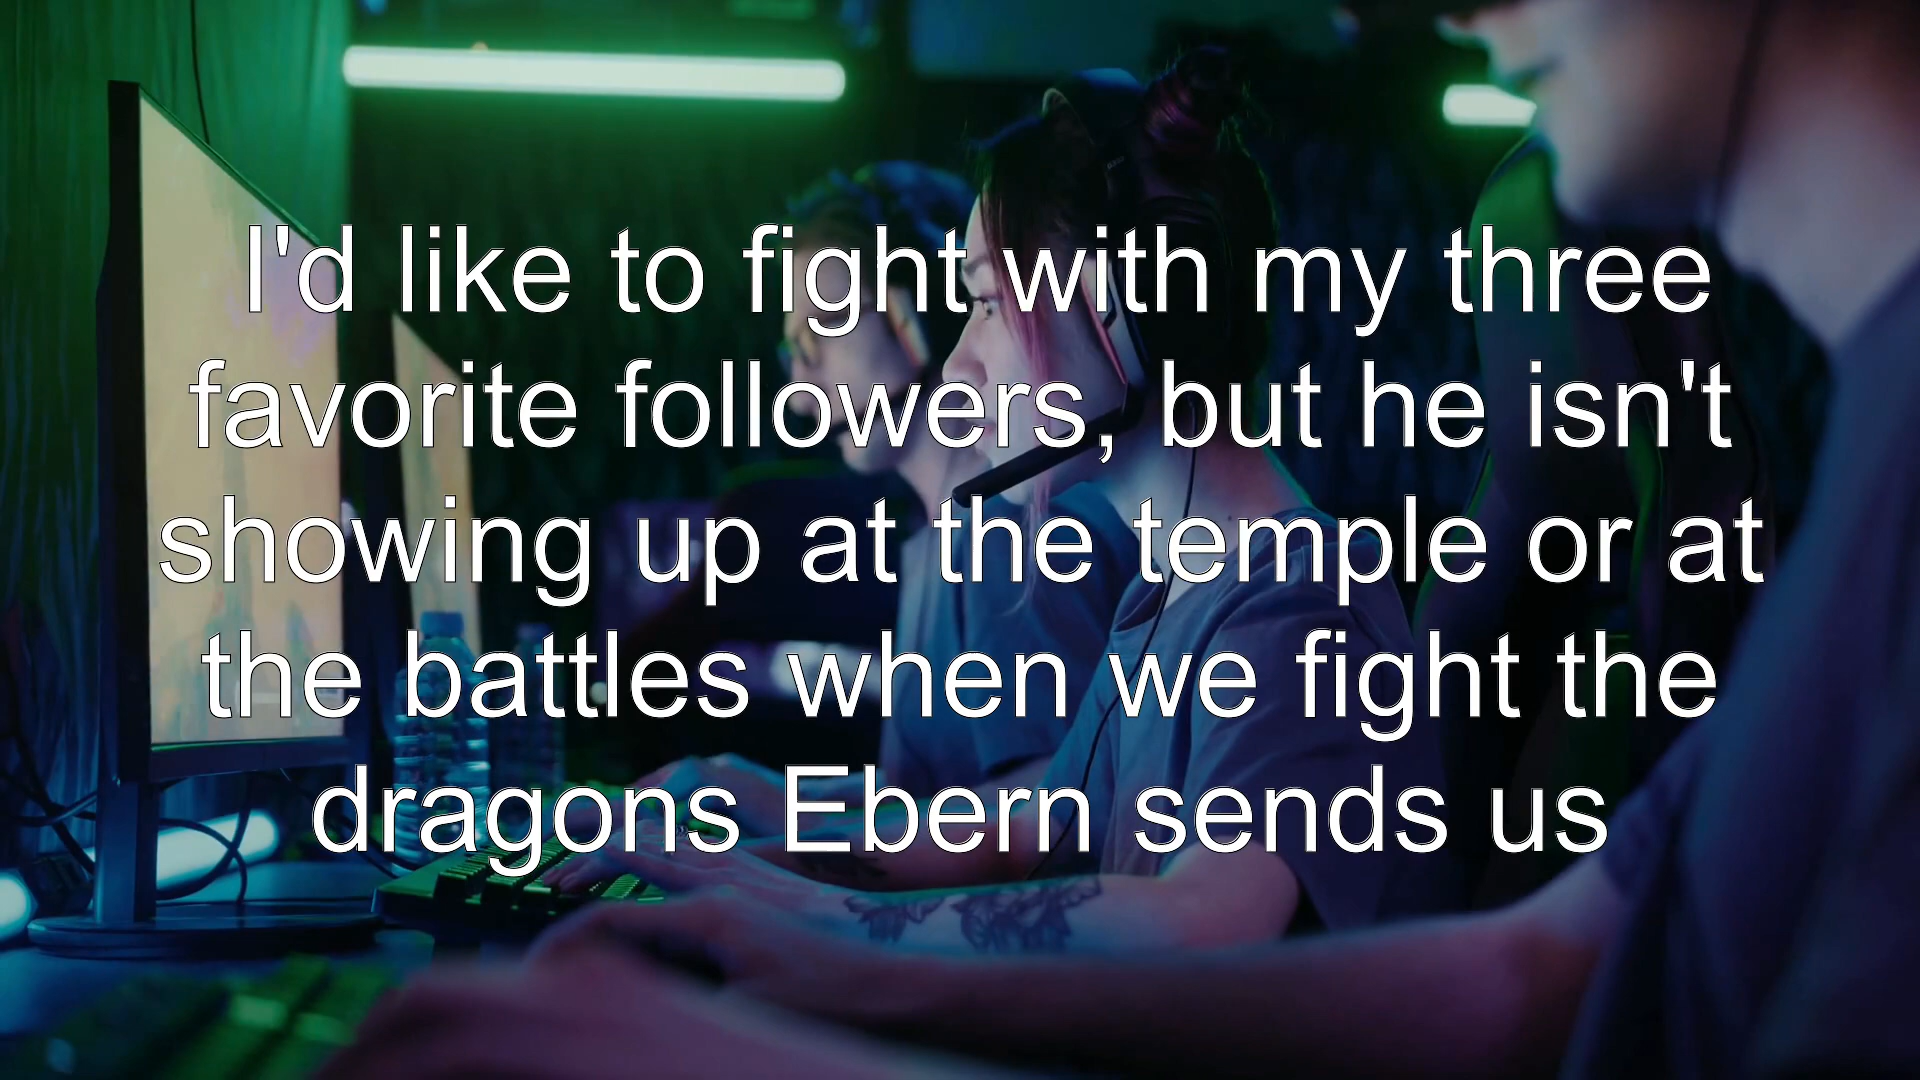 I'd like to fight with my three
favorite followers, but he isn't
showing up at the temple or at
the battles when we fight the
dragons Ebern sends us